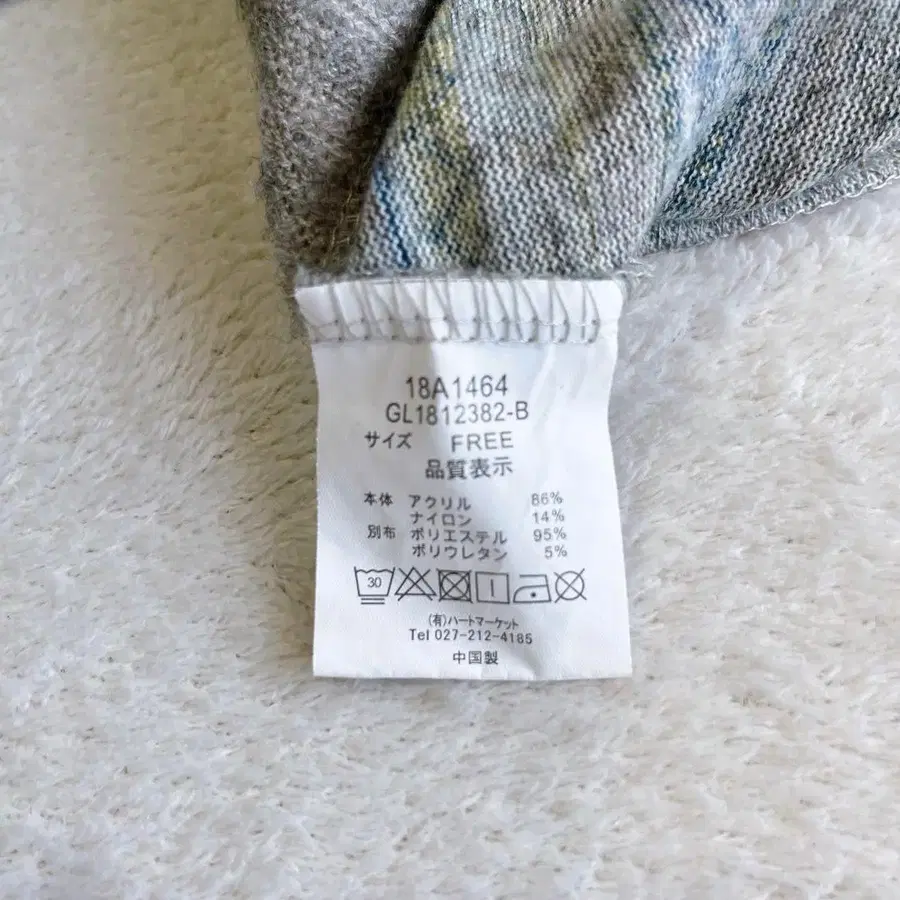 18A1464
GL1812382-B
サイズ FREE
品質表示
本体 アクリル 86%
ナイロン 14%
別布 ポリエステル 95%
ポリウレタン 5%
30
(有)ハートマーケット
Tel 027-212-4185
中国製